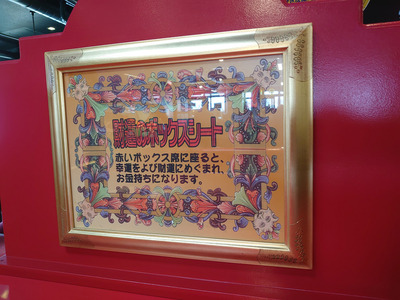 財運のボックスシート
赤いボックス席に座ると、
幸運をよび財運にめぐまれ、
お金持ちになります。